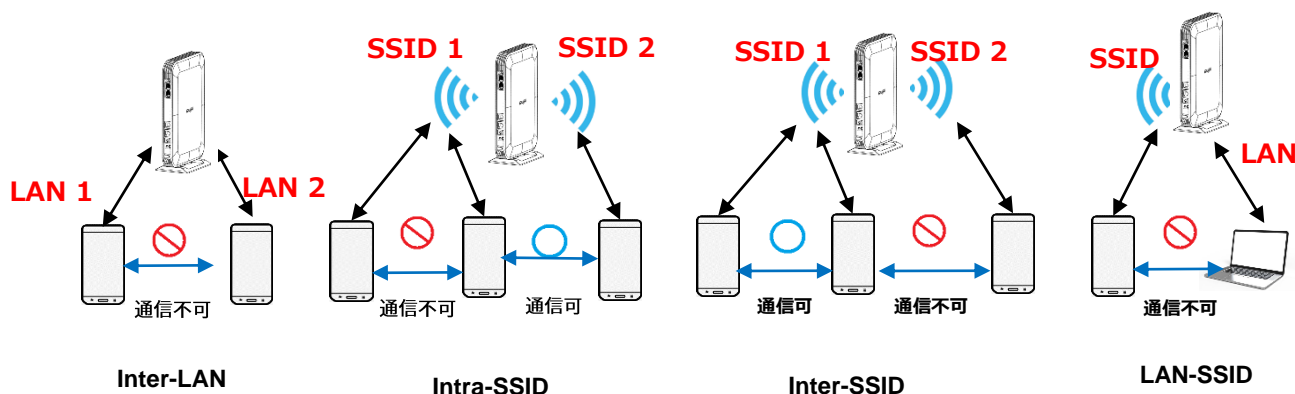 LAN 1
LAN 2
通信不可
Inter-LAN
SSID 1
SSID 2
通信不可
通信可
Intra-SSID
SSID 1
SSID 2
通信可
通信不可
Inter-SSID
SSID
LAN
通信不可
LAN-SSID